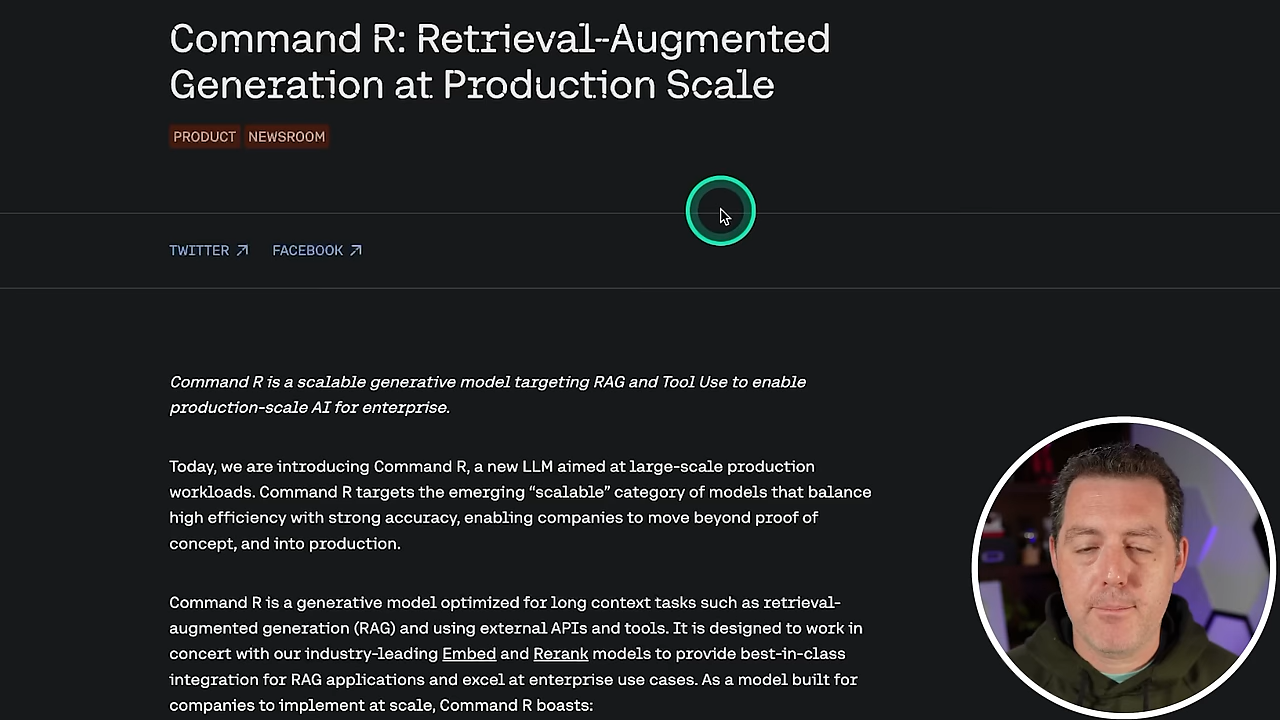 Command R: Retrieval-Augmented
Generation at Production Scale
PRODUCT NEWSROOM
TWITTER FACEBOOK
Command R is a scalable generative model targeting RAG and Tool Use to enable
production-scale AI for enterprise.
Today, we are introducing Command R, a new LLM aimed at large-scale production
workloads. Command R targets the emerging “scalable” category of models that balance
high efficiency with strong accuracy, enabling companies to move beyond proof of
concept, and into production.
Command R is a generative model optimized for long context tasks such as retrieval-
augmented generation (RAG) and using external APIs and tools. It is designed to work in
concert with our industry-leading Embed and Rerank models to provide best-in-class
integration for RAG applications and excel at enterprise use cases. As a model built for
companies to implement at scale, Command R boasts: